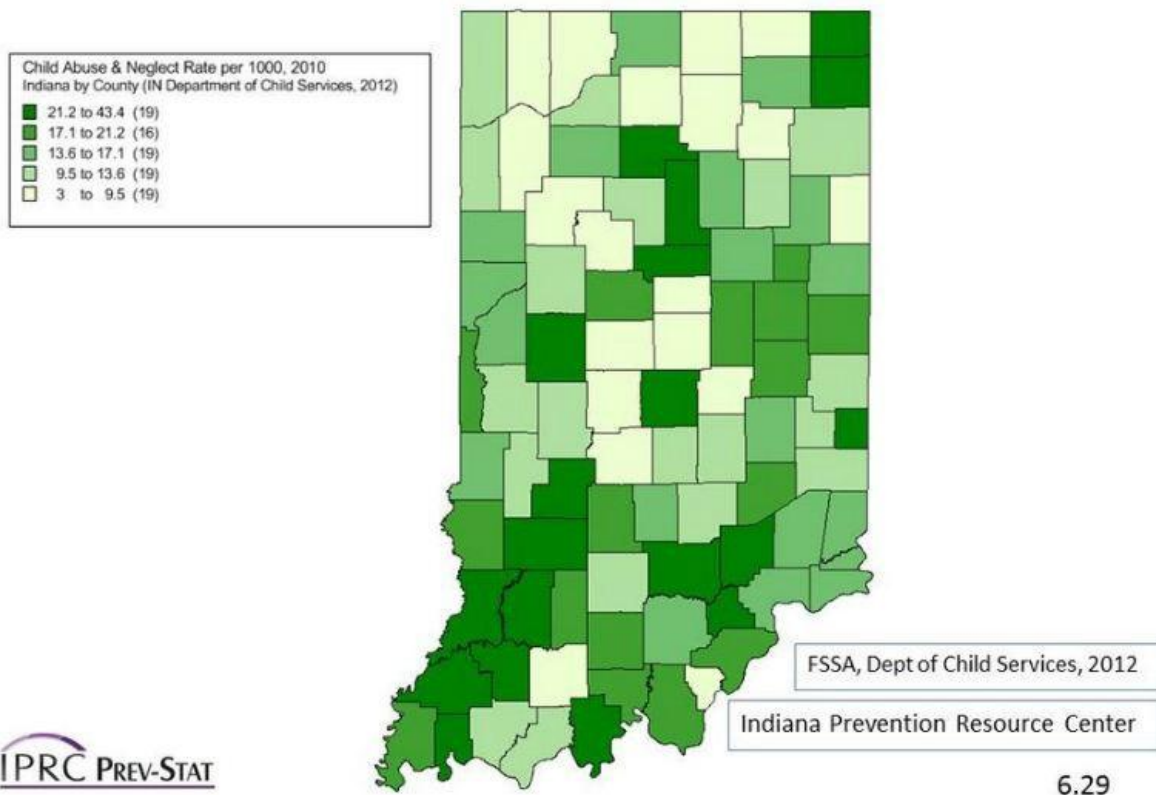 Child Abuse & Neglect Rate per 1000, 2010
Indiana by County (IN Department of Child Services, 2012)
21.2 to 43.4 (19)
17.1 to 21.2 (16)
13.6 to 17.1 (19)
9.5 to 13.6 (19)
3 to 9.5 (19)
FSSA, Dept of Child Services, 2012
Indiana Prevention Resource Center
IPRC PREV-STAT
6.29